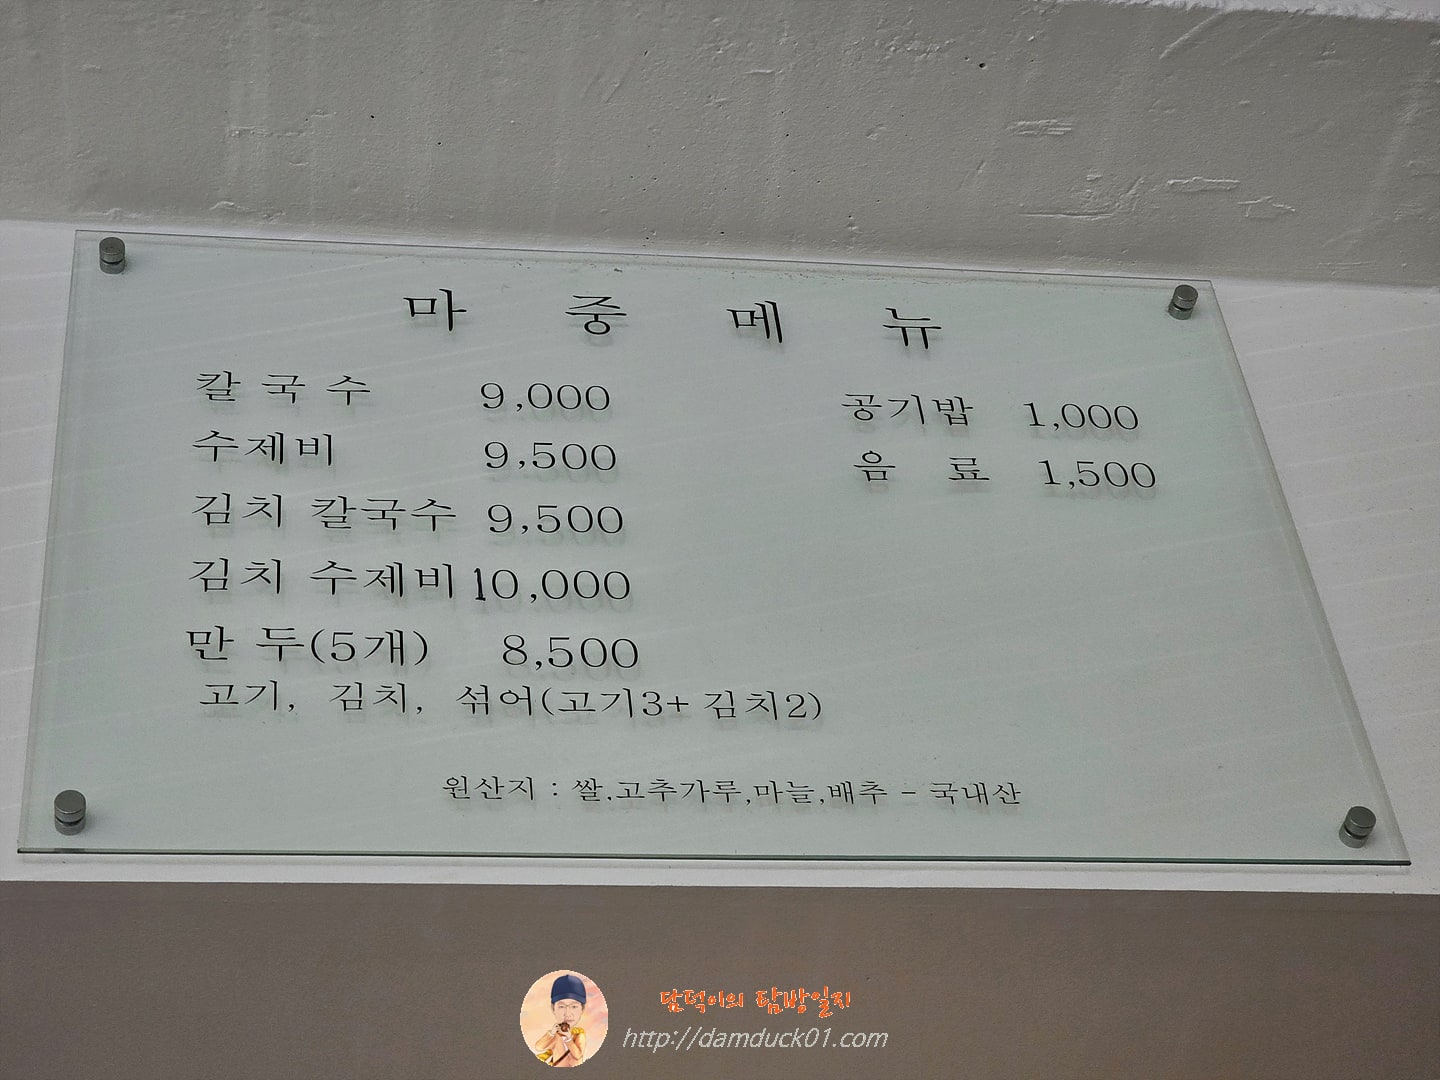 마 중 메 뉴
칼 국 수 9,000
수제비 9,500
김치 칼국수 9,500
김치 수제비 10,000
만 두(5개) 8,500
고기, 김치, 섞어(고기3+ 김치2)
공기밥 1,000
음 료 1,500
원산지 : 쌀.고추가루,마늘,배추 - 국내산
담덕이의 탐방일지
http://damduck01.com